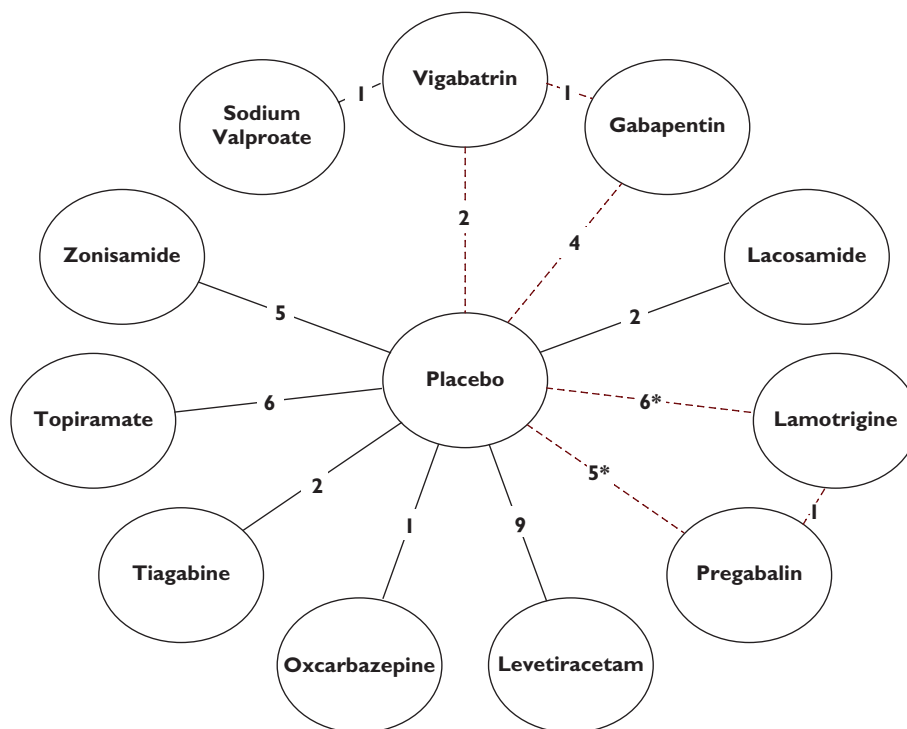 Vigabatrin
1
1
Sodium
Valproate
Gabapentin
2
4
Zonisamide
Lacosamide
5
2
Placebo
6
6*
Topiramate
Lamotrigine
5*
2
1
9
1
Tiagabine
Pregabalin
Oxcarbazepine
Levetiracetam